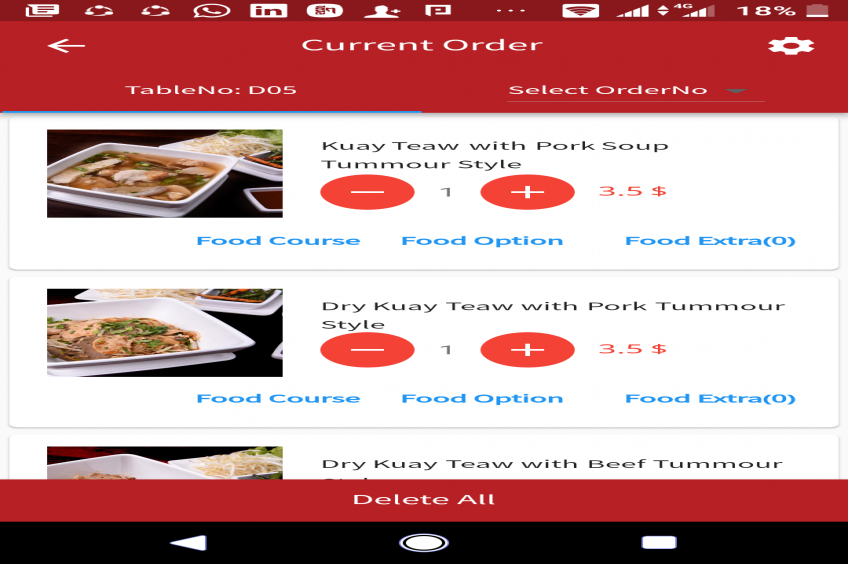 4G 18%
Current Order
TableNo: D05
Select OrderNo
Kuay Teaw with Pork Soup
Tummour Style
1
3.5 $
Food Course
Food Option
Food Extra(0)
Dry Kuay Teaw with Pork Tummour
Style
1
3.5 $
Food Course
Food Option
Food Extra(0)
Dry Kuay Teaw with Beef Tummour
Delete All